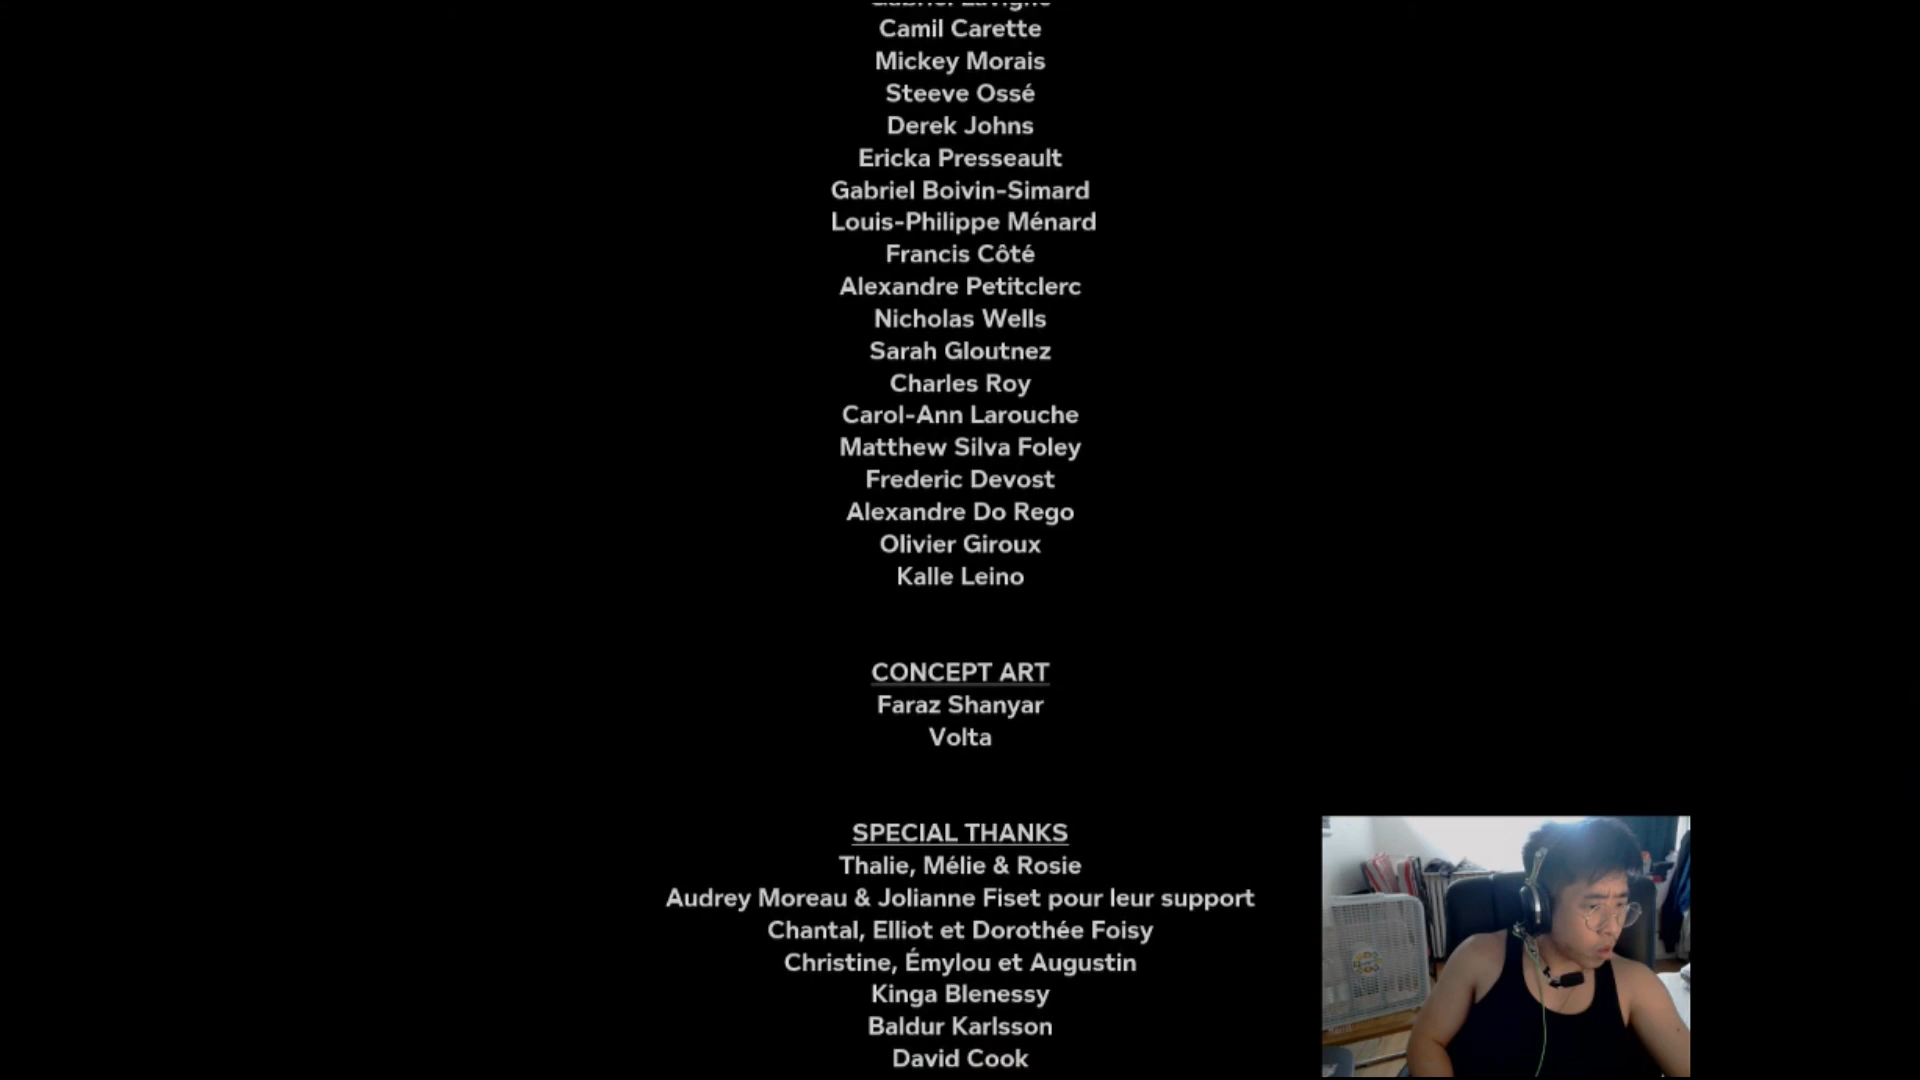 Gabriel Lavigne
Camil Carette
Mickey Morais
Steeve Ossé
Derek Johns
Ericka Presseault
Gabriel Boivin-Simard
Louis-Philippe Ménard
Francis Côté
Alexandre Petitclerc
Nicholas Wells
Sarah Gloutnez
Charles Roy
Carol-Ann Larouche
Matthew Silva Foley
Frederic Devost
Alexandre Do Rego
Olivier Giroux
Kalle Leino
CONCEPT ART
Faraz Shanyar
Volta
SPECIAL THANKS
Thalie, Mélie & Rosie
Audrey Moreau & Jolianne Fiset pour leur support
Chantal, Elliot et Dorothée Foisy
Christine, Émylou et Augustin
Kinga Blenessy
Baldur Karlsson
David Cook